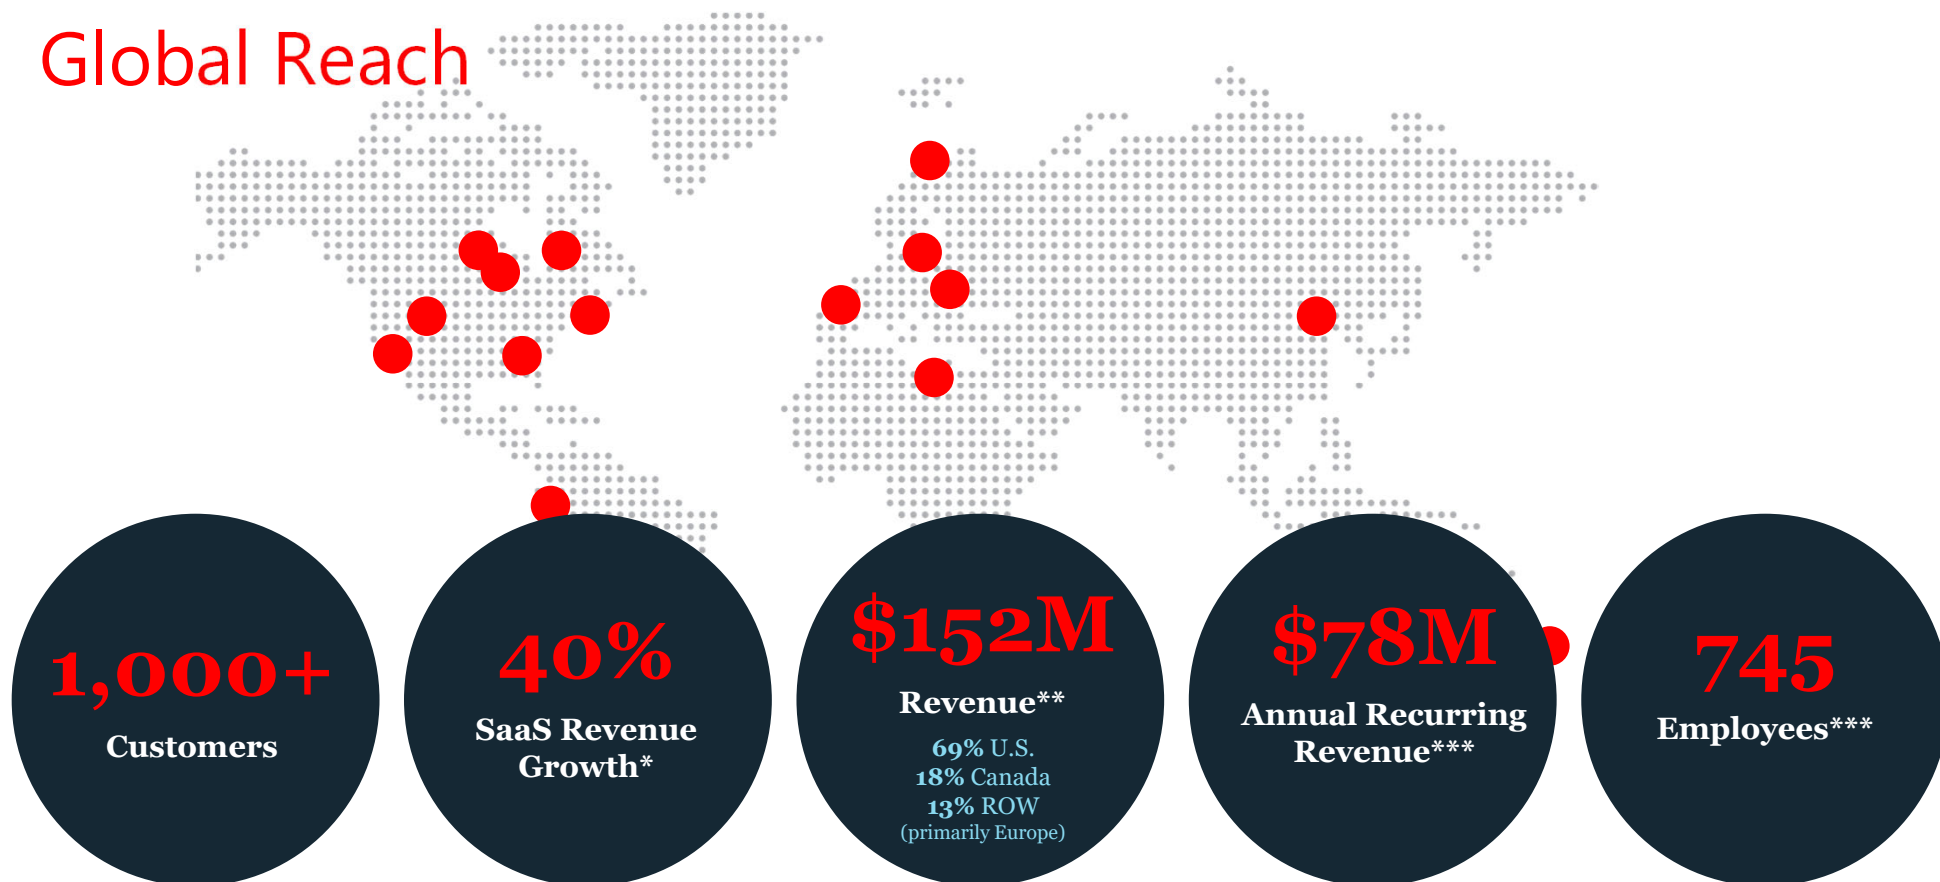 Global Reach
1,000+
Customers
40%
SaaS Revenue
Growth*
$152M
Revenue**
69% U.S.
18% Canada
13% ROW
(primarily Europe)
$78M
Annual Recurring
Revenue***
745
Employees***